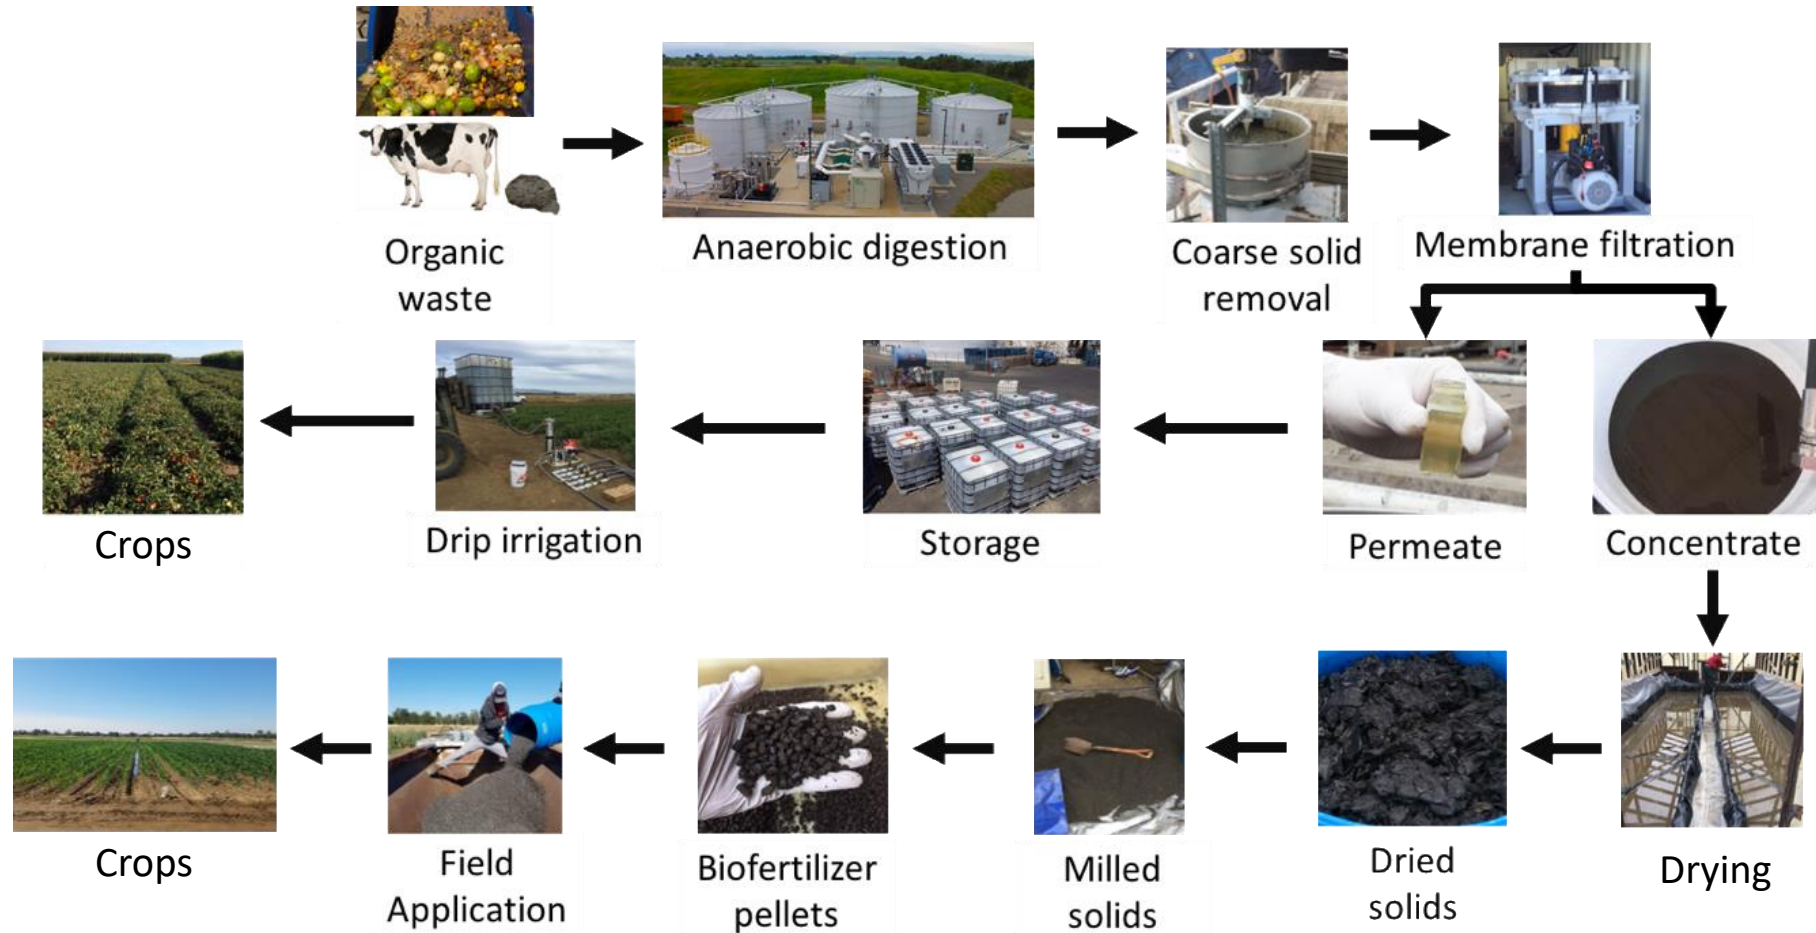 Organic
waste
Anaerobic digestion
Coarse solid
removal
Membrane filtration
Crops
Drip irrigation
Storage
Permeate
Concentrate
Crops
Field
Application
Biofertilizer
pellets
Milled
solids
Dried
solids
Drying